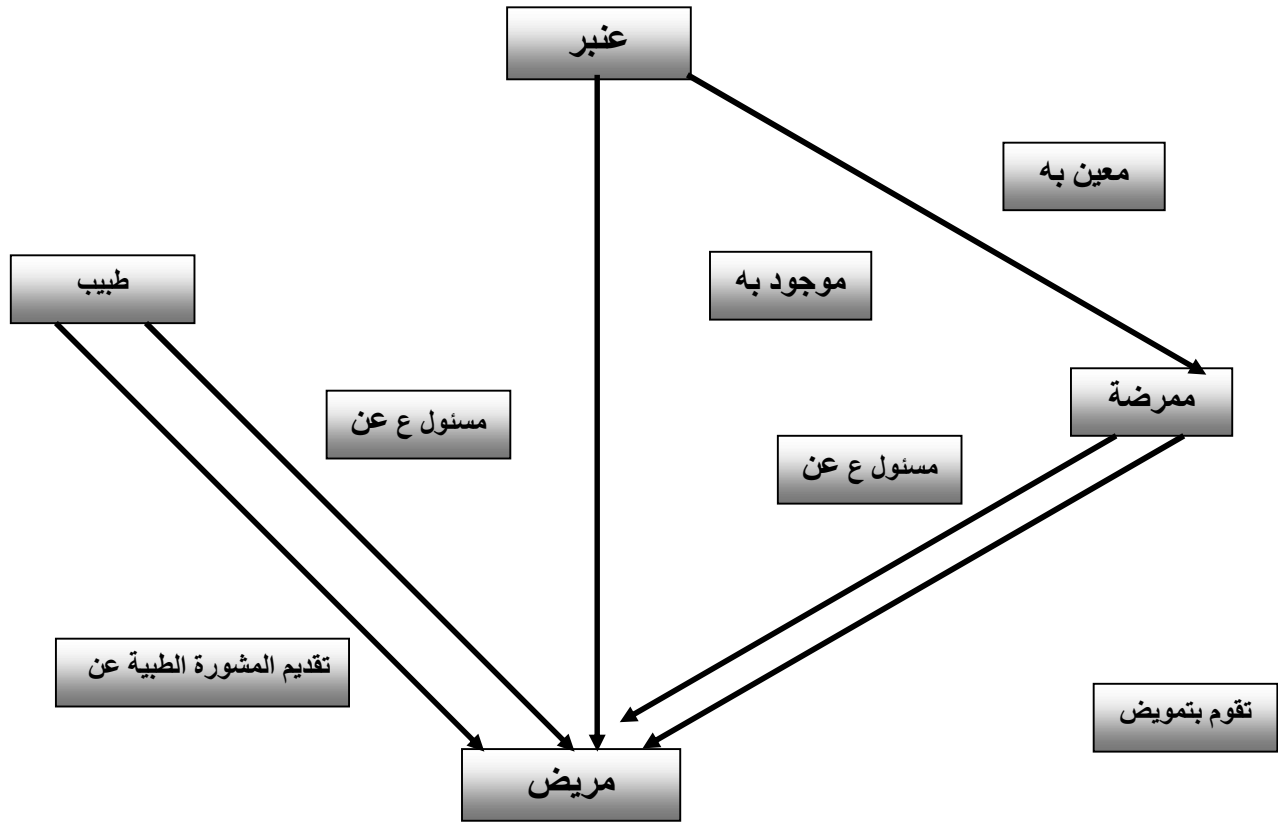 عنبر
معين به
موجود به
طبيب
ممرضة
مسئول ع عن
مسئول ع عن
تقديم المشورة الطبية عن
تقوم بتمويض
مريض